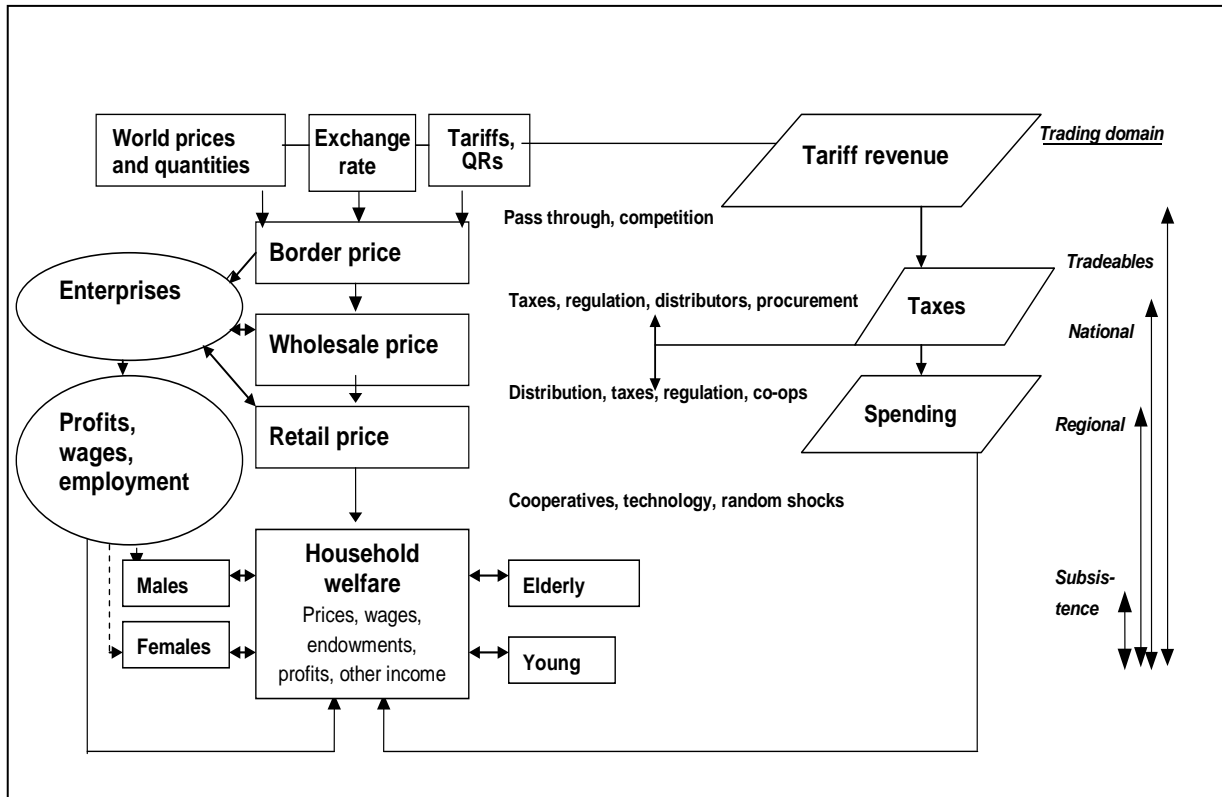 World prices
and quantities
Exchange
rate
Tariffs,
QRs
Tariff revenue
Trading domain
Pass through, competition
Border price
Tradeables
Enterprises
Taxes, regulation, distributors, procurement
Taxes
National
Wholesale price
Distribution, taxes, regulation, co-ops
Spending
Profits,
wages,
employment
Retail price
Regional
Cooperatives, technology, random shocks
Household
welfare
Prices, wages,
endowments,
profits, other income
Males
Females
Elderly
Young
Subsis-
tence